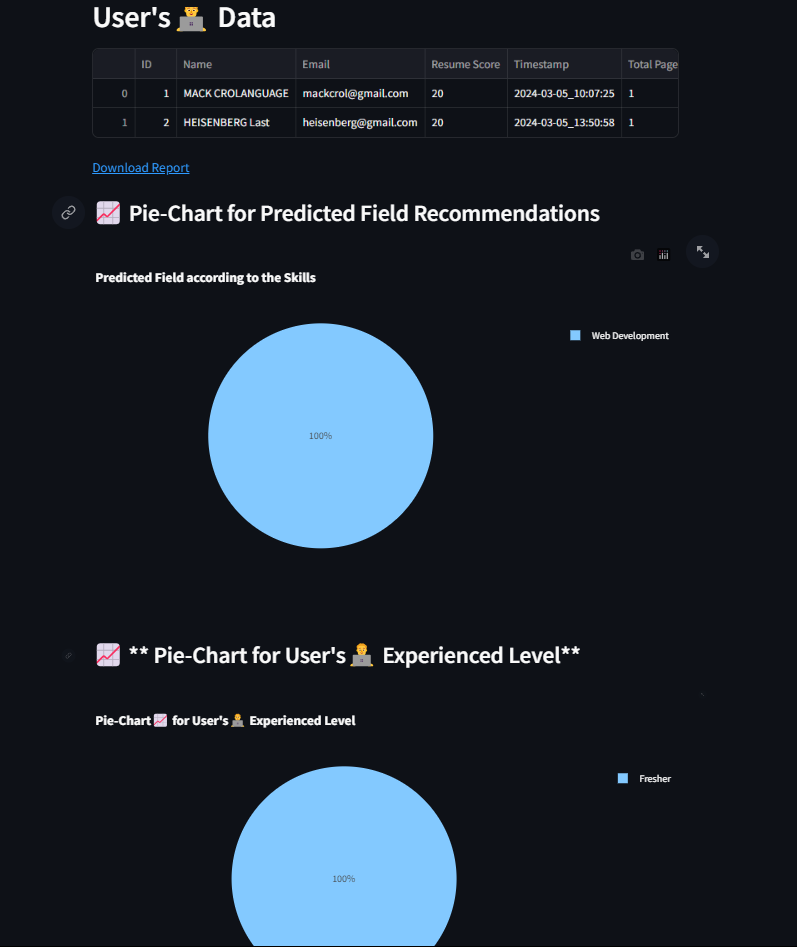 User's 👨‍💻 Data
ID Name Email Resume Score Timestamp Total Page
0 1 MACK CROLANGUAGE mackcrol@gmail.com 20 2024-03-05_10:07:25 1
1 2 HEISENBERG Last heisenberg@gmail.com 20 2024-03-05_13:50:58 1
Download Report
📈 Pie-Chart for Predicted Field Recommendations
Predicted Field according to the Skills
Web Development
100%
📈 ** Pie-Chart for User's👨‍💻 Experienced Level**
Pie-Chart📈 for User's👨‍💻 Experienced Level
Fresher
100%